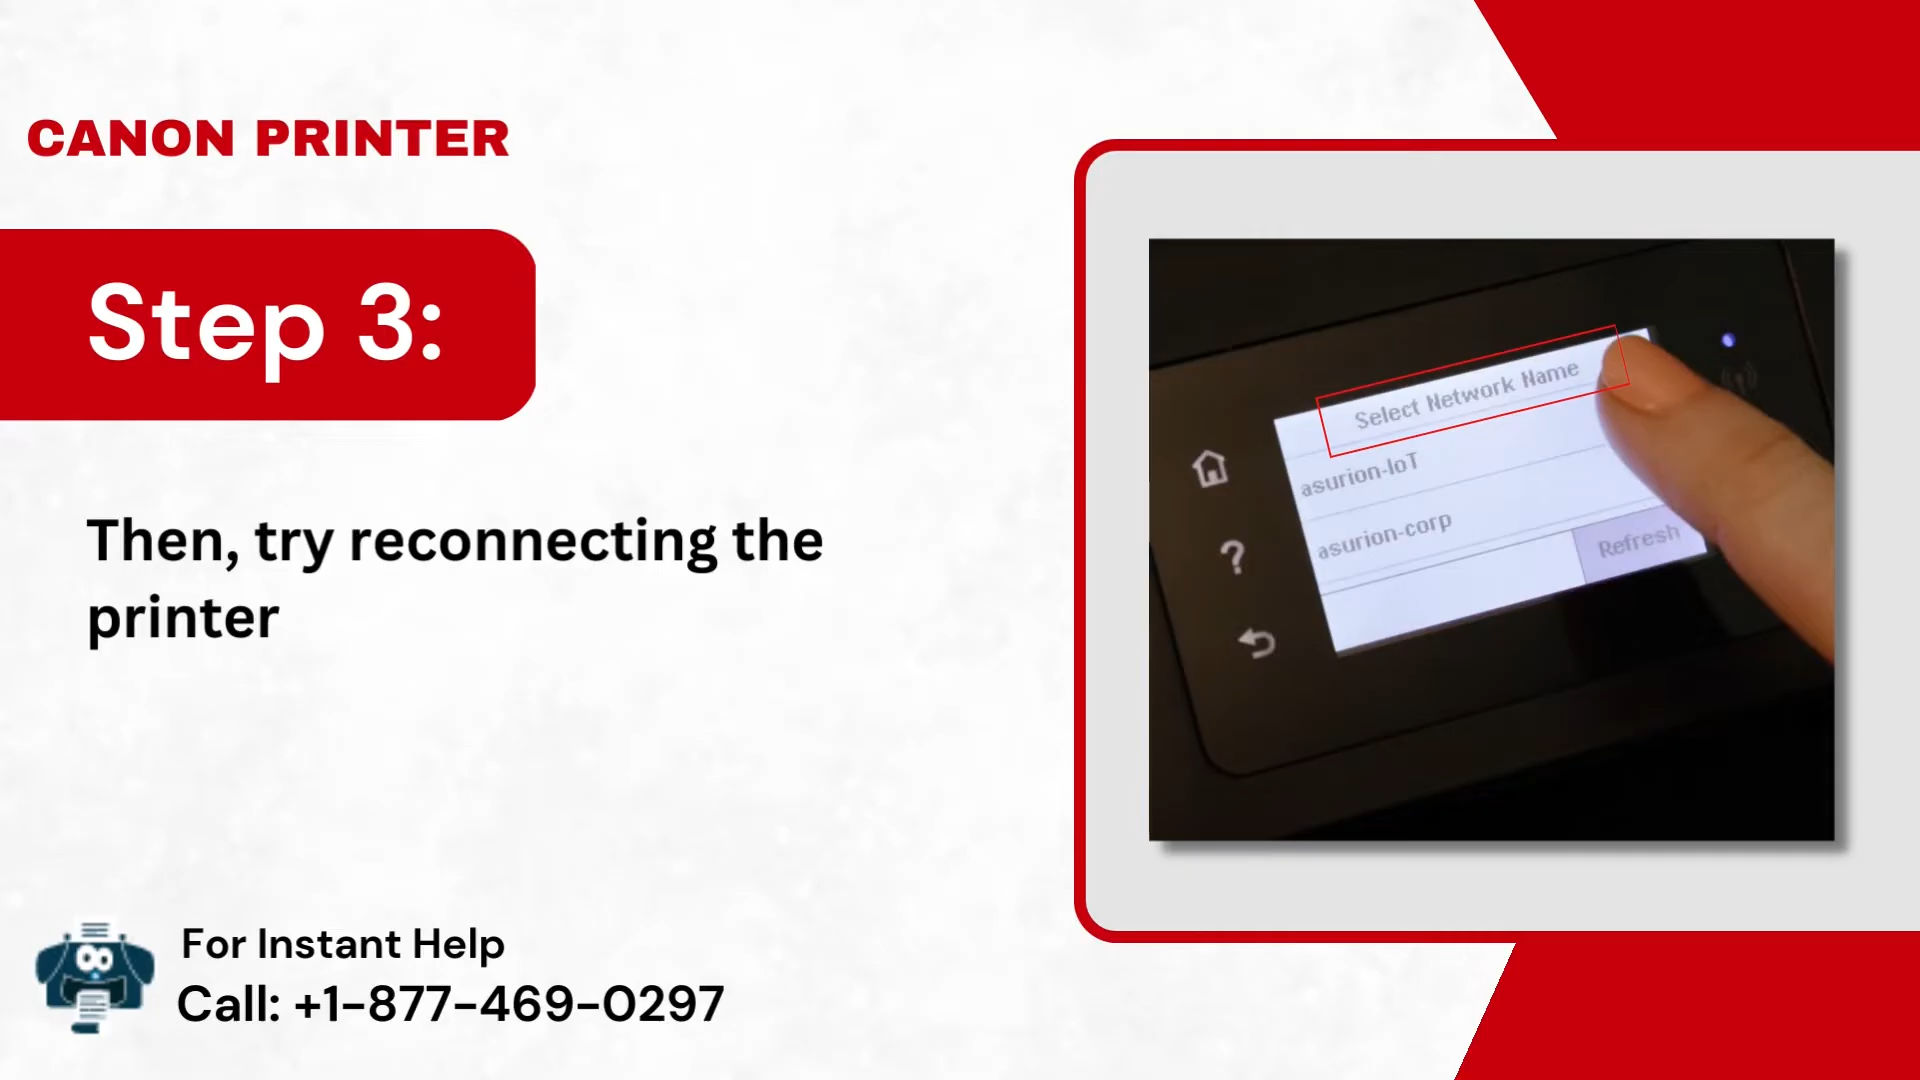 CANON PRINTER
Step 3:
Then, try reconnecting the
printer
Select Network Name
asurion-IoT
asurion-corp
Refresh
For Instant Help
Call: +1-877-469-0297